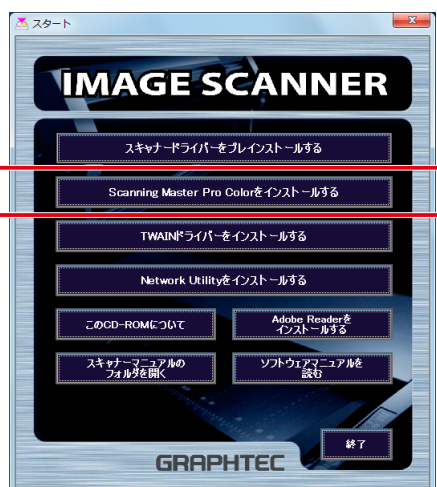 スタート
IMAGE SCANNER
スキャナードライバーをプレインストールする
Scanning Master Pro Colorをインストールする
TWAINドライバーをインストールする
Network Utilityをインストールする
このCD-ROMについて
Adobe Readerを
インストールする
スキャナーマニュアルの
フォルダを開く
ソフトウェアマニュアルを
読む
終了
GRAPHTEC